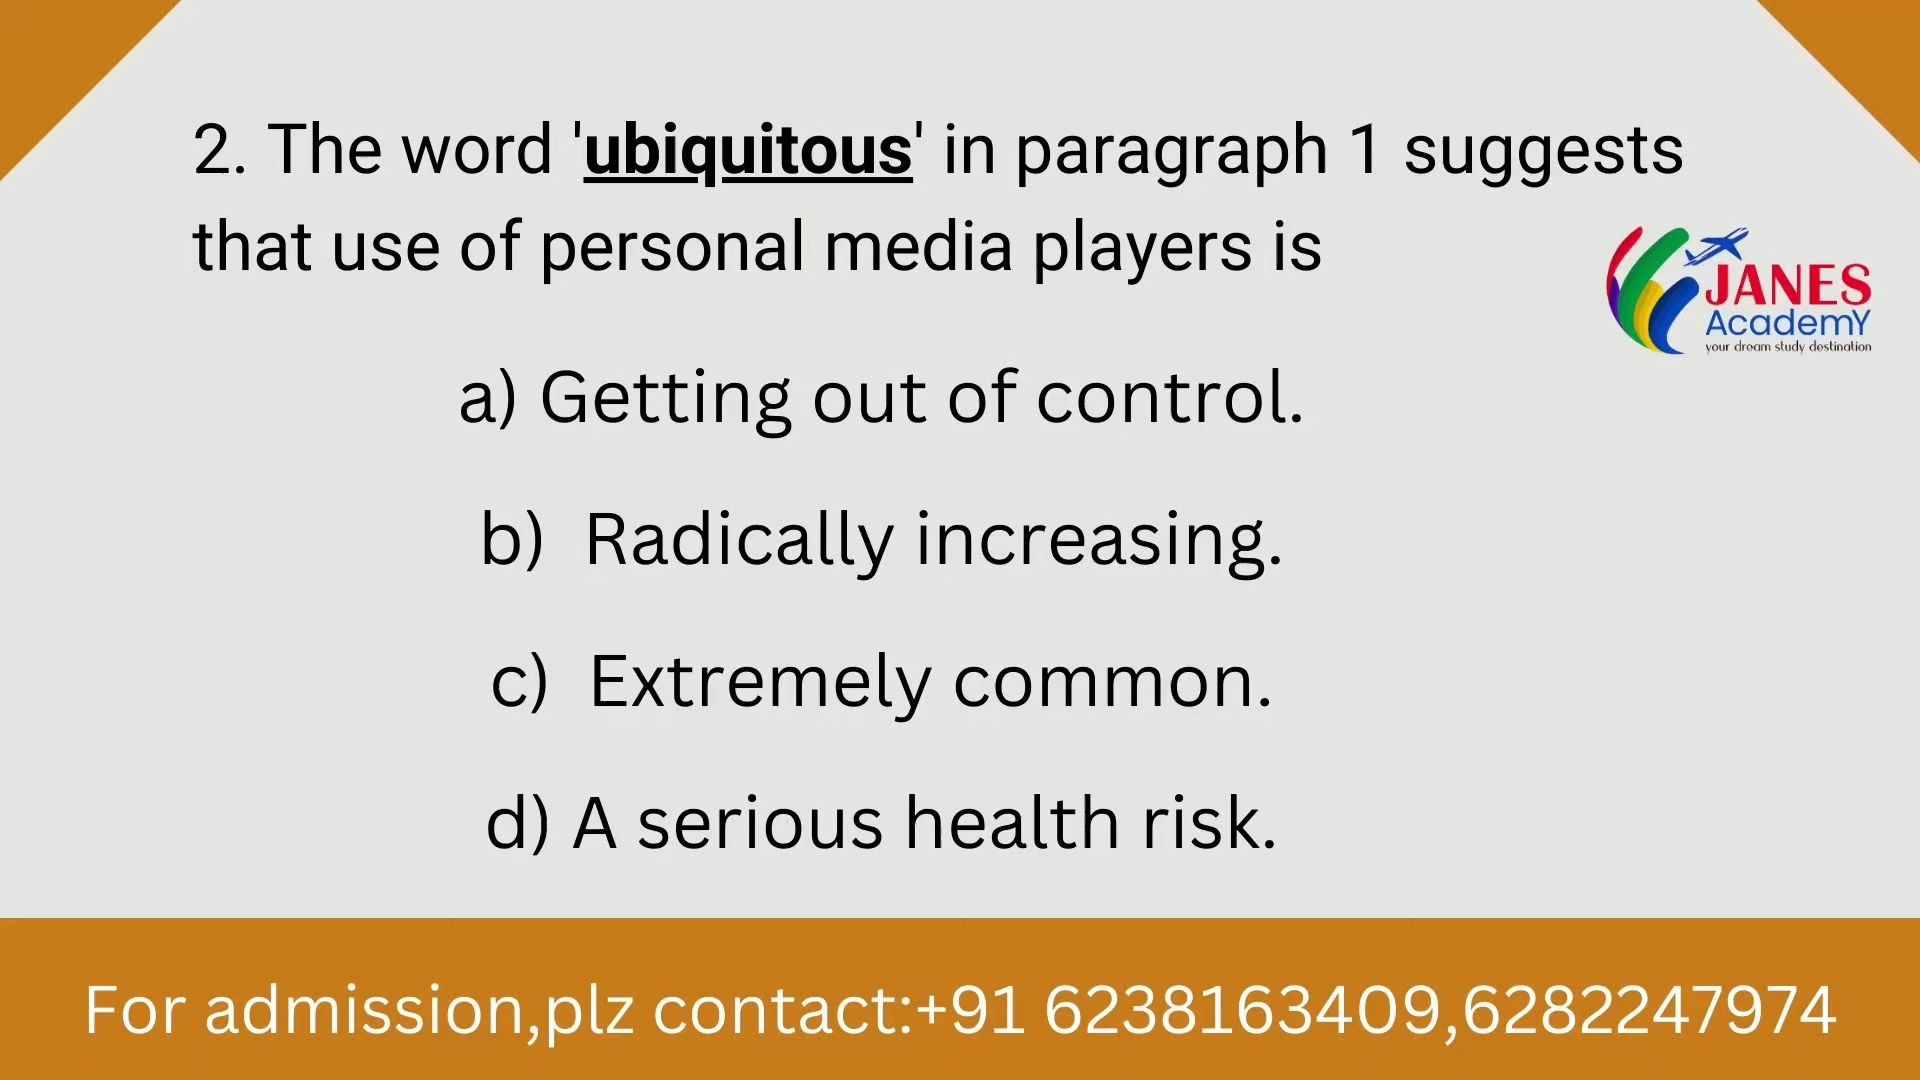 2. The word 'ubiquitous' in paragraph 1 suggests
that use of personal media players is
JANES
AcademY
your dream study destination
a) Getting out of control.
b) Radically increasing.
c) Extremely common.
d) A serious health risk.
For admission,plz contact:+91 6238163409,6282247974